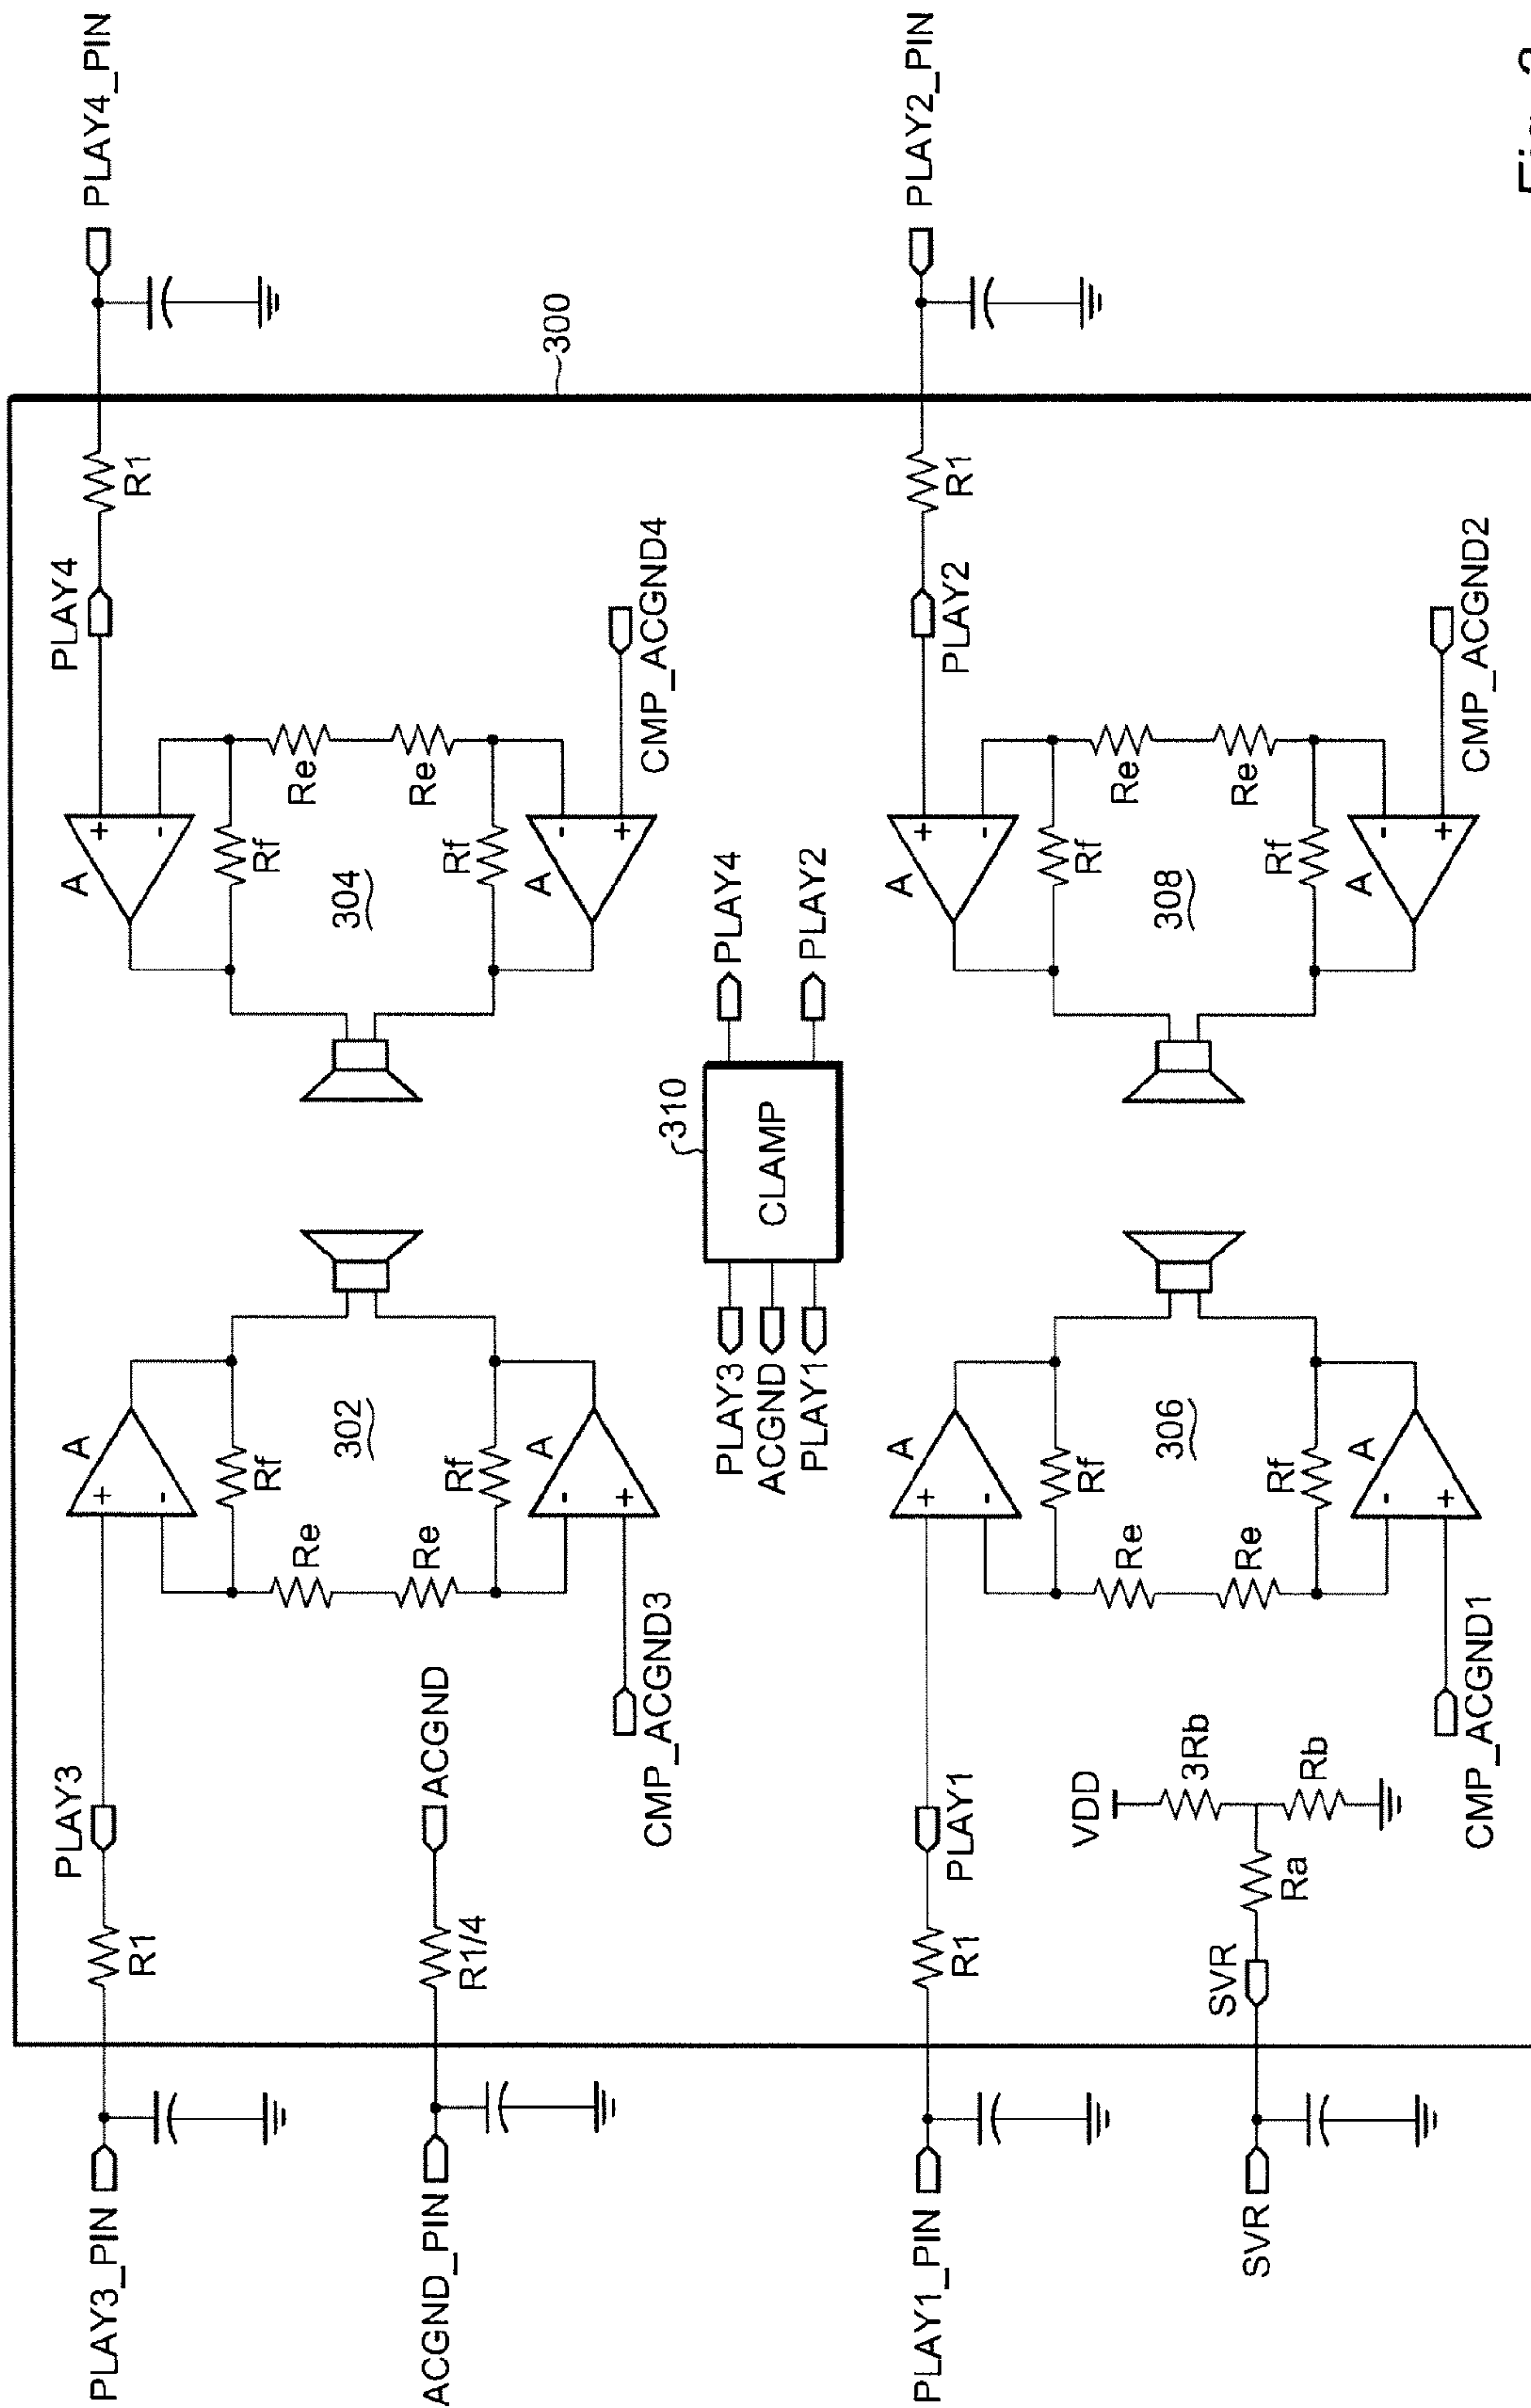 PLAY3_PIN
R1
PLAY3
+
-
A
A
+
-
PLAY4
R1
PLAY4_PIN
Re
Rf
302
Rf
304
Re
Re
Rf
A
Rf
A
Re
ACGND_PIN
R1/4
ACGND
-
+
-
+
CMP_ACGND3
CMP_ACGND4
300
310
PLAY3
ACGND
PLAY1
CLAMP
PLAY4
PLAY2
PLAY1_PIN
R1
PLAY1
+
-
A
A
+
-
PLAY2
R1
PLAY2_PIN
Re
Rf
306
Rf
308
Re
Re
Rf
A
Rf
A
Re
VDD
3Rb
Rb
Ra
SVR
SVR
-
+
-
+
CMP_ACGND1
CMP_ACGND2